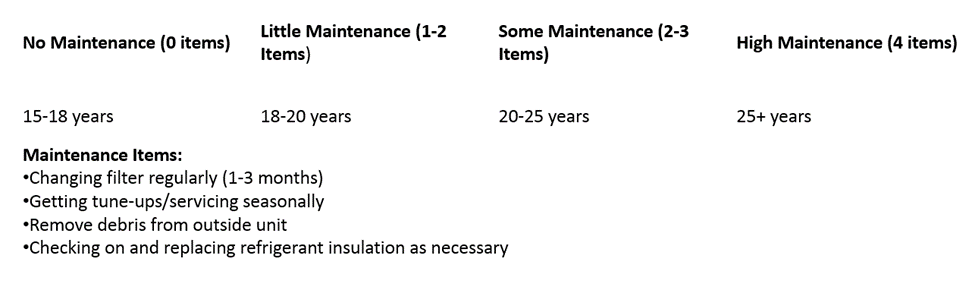 No Maintenance (0 items)
Little Maintenance (1-2 Items)
Some Maintenance (2-3 Items)
High Maintenance (4 items)
15-18 years
18-20 years
20-25 years
25+ years
Maintenance Items:
•Changing filter regularly (1-3 months)
•Getting tune-ups/servicing seasonally
•Remove debris from outside unit
•Checking on and replacing refrigerant insulation as necessary